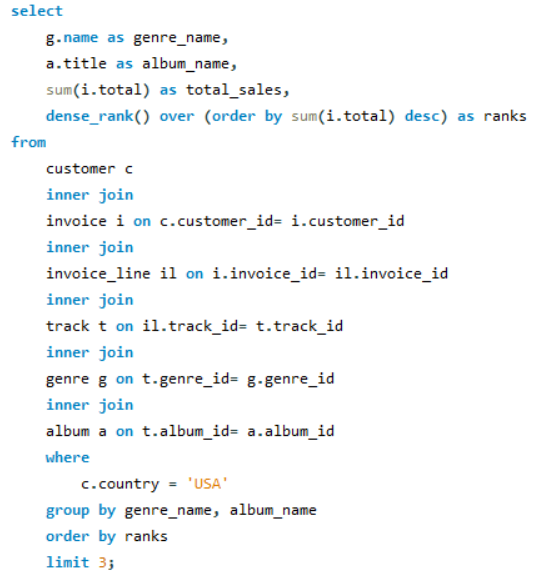 select
g.name as genre_name,
a.title as album_name,
sum(i.total) as total_sales,
dense_rank() over (order by sum(i.total) desc) as ranks
from
customer c
inner join
invoice i on c.customer_id= i.customer_id
inner join
invoice_line il on i.invoice_id= il.invoice_id
inner join
track t on il.track_id= t.track_id
inner join
genre g on t.genre_id= g.genre_id
inner join
album a on t.album_id= a.album_id
where
c.country = 'USA'
group by genre_name, album_name
order by ranks
limit 3;